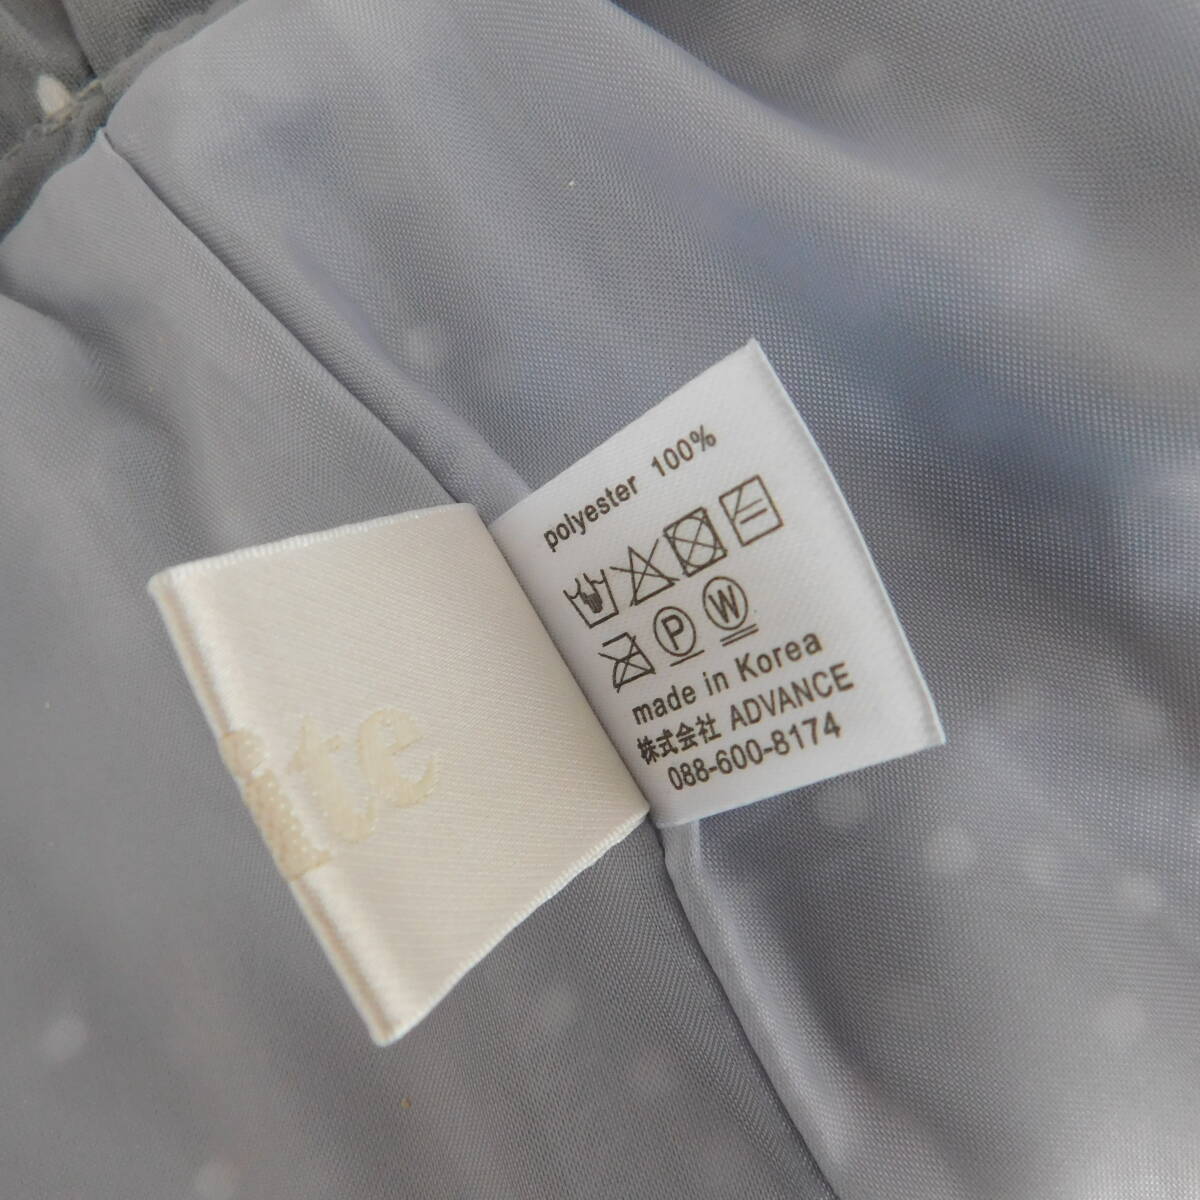 polyester 100%
P W
made in Korea
株式会社 ADVANCE
088-600-8174